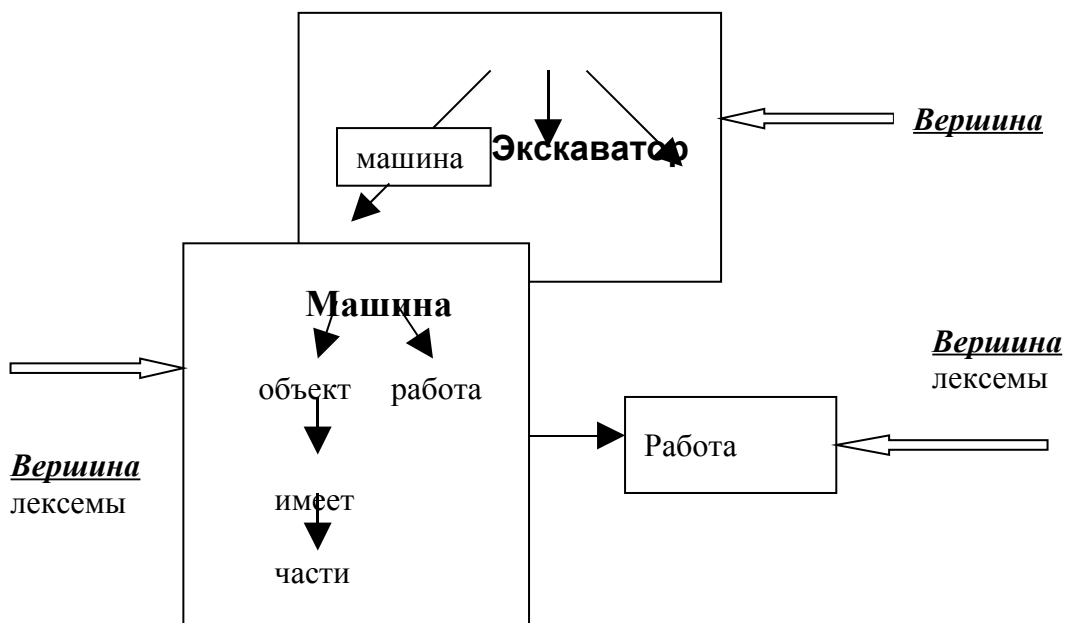 Вершина
машина
Экскаватор
Машина
Вершина
лексемы
объект работа
Работа
Вершина
лексемы
имеет
части